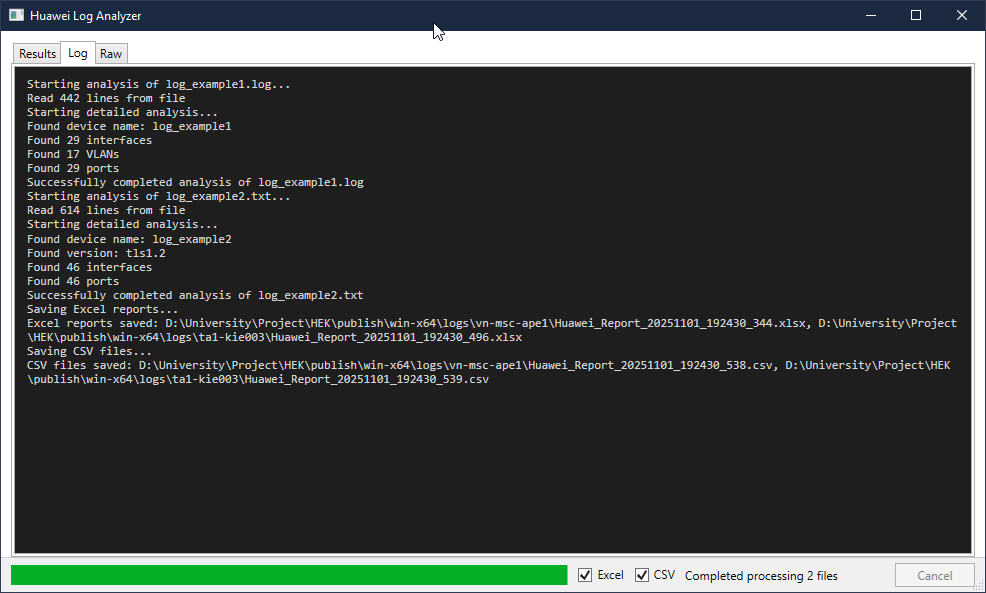 Huawei Log Analyzer
Results Log Raw
Starting analysis of log_example1.log...
Read 442 lines from file
Starting detailed analysis...
Found device name: log_example1
Found 29 interfaces
Found 17 VLANs
Found 29 ports
Successfully completed analysis of log_example1.log
Starting analysis of log_example2.txt...
Read 614 lines from file
Starting detailed analysis...
Found device name: log_example2
Found version: tls1.2
Found 46 interfaces
Found 46 ports
Successfully completed analysis of log_example2.txt
Saving Excel reports...
Excel reports saved: D:\University\Project\HEK\publish\win-x64\logs\vn-msc-ape1\Huawei_Report_20251101_192430_344.xlsx, D:\University\Project
\HEK\publish\win-x64\logs\ta1-kie003\Huawei_Report_20251101_192430_496.xlsx
Saving CSV files...
CSV files saved: D:\University\Project\HEK\publish\win-x64\logs\vn-msc-ape1\Huawei_Report_20251101_192430_538.csv, D:\University\Project\HEK
\publish\win-x64\logs\ta1-kie003\Huawei_Report_20251101_192430_539.csv
Excel CSV Completed processing 2 files Cancel